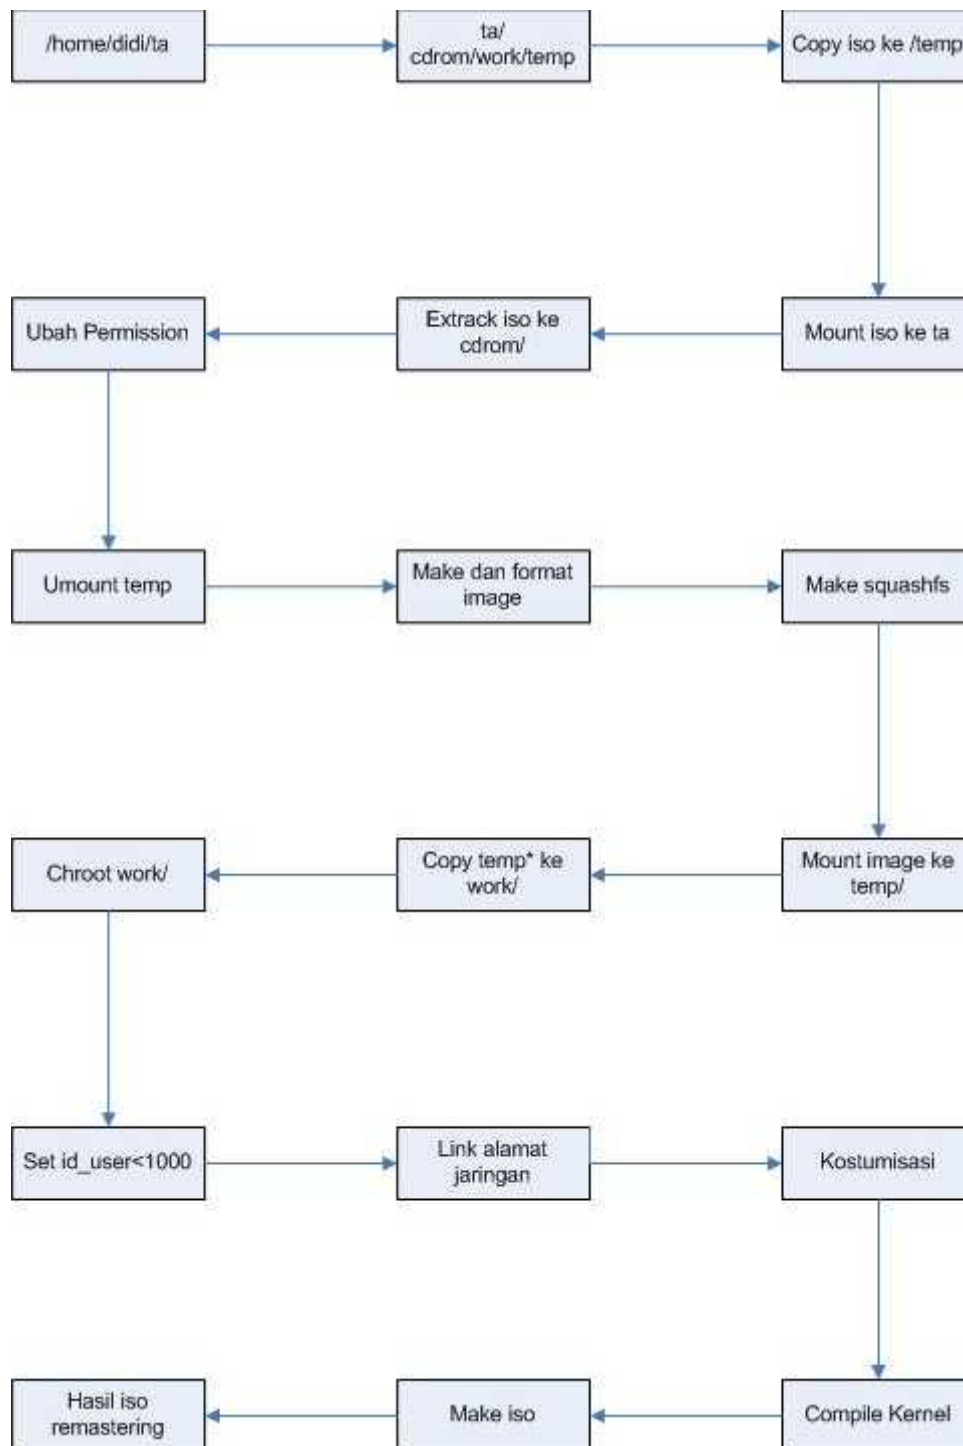 /home/didi/ta
ta/
cdrom/work/temp
Copy iso ke /temp
Mount iso ke ta
Extrack iso ke
cdrom/
Ubah Permission
Umount temp
Make dan format
image
Make squashfs
Mount image ke
temp/
Copy temp* ke
work/
Chroot work/
Set id_user<1000
Link alamat
jaringan
Kostumisasi
Compile Kernel
Make iso
Hasil iso
remastering